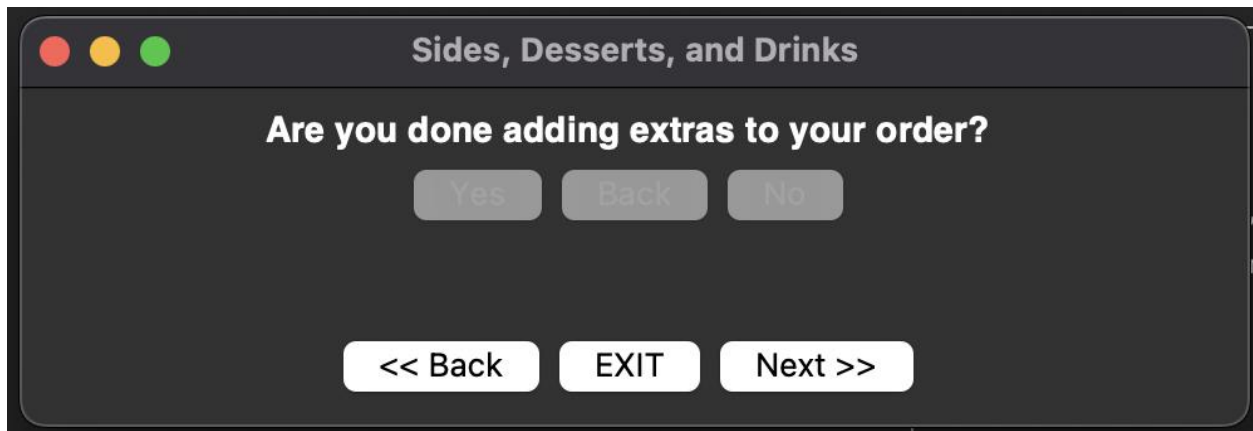 Sides, Desserts, and Drinks
Are you done adding extras to your order?
Yes Back No
<< Back EXIT Next >>